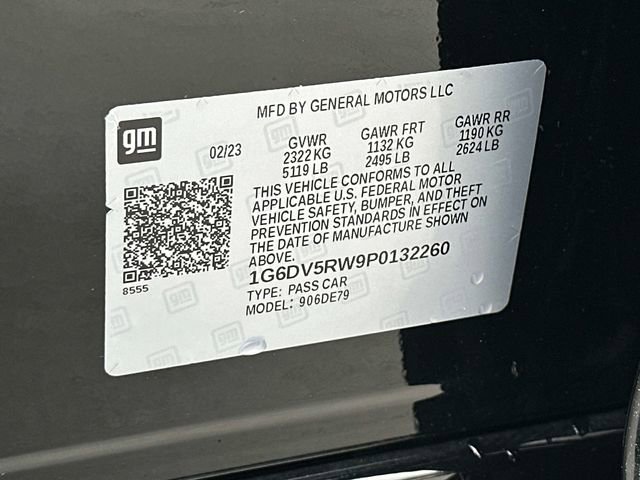 MFD BY GENERAL MOTORS LLC
gm
02/23
GVWR
2322 KG
5119 LB
GAWR FRT
1132 KG
2495 LB
GAWR RR
1190 KG
2624 LB
THIS VEHICLE CONFORMS TO ALL
APPLICABLE U.S. FEDERAL MOTOR
VEHICLE SAFETY, BUMPER, AND THEFT
PREVENTION STANDARDS IN EFFECT ON
THE DATE OF MANUFACTURE SHOWN
ABOVE.
8555
1G6DV5RW9P0132260
TYPE: PASS CAR
MODEL: 906DE79